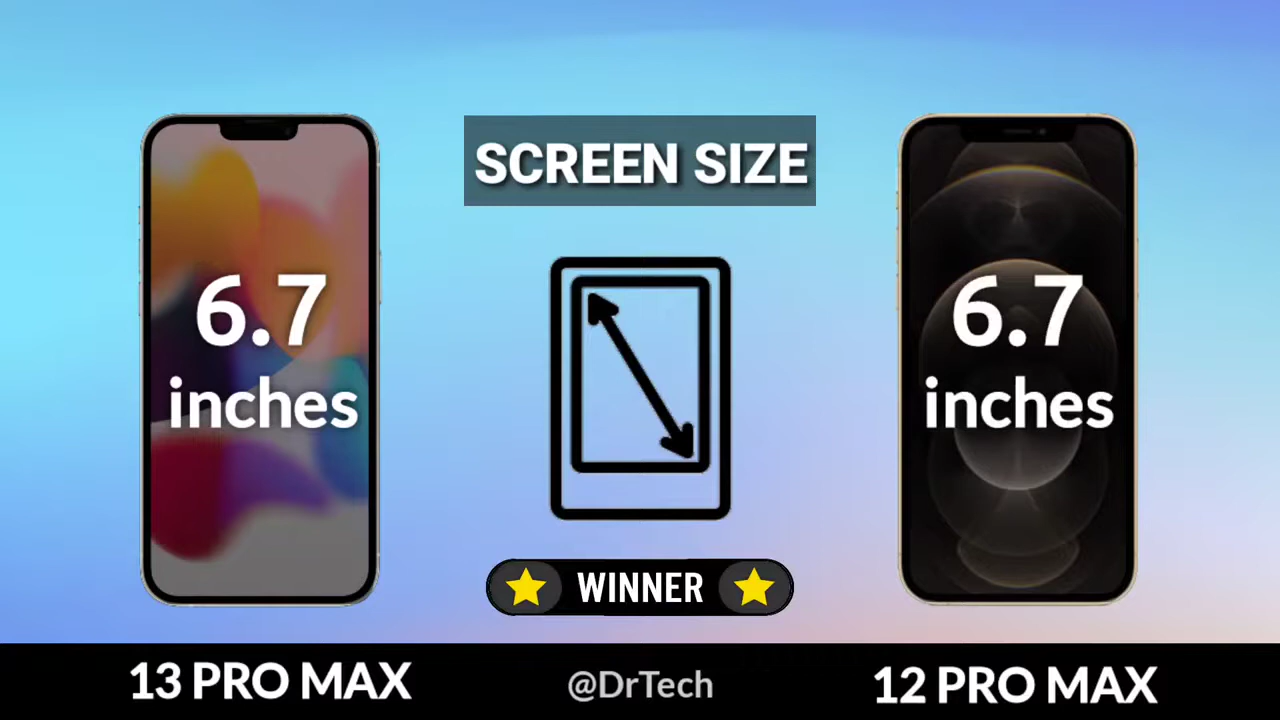 SCREEN SIZE
6.7
inches
6.7
inches
WINNER
13 PRO MAX
@DrTech
12 PRO MAX